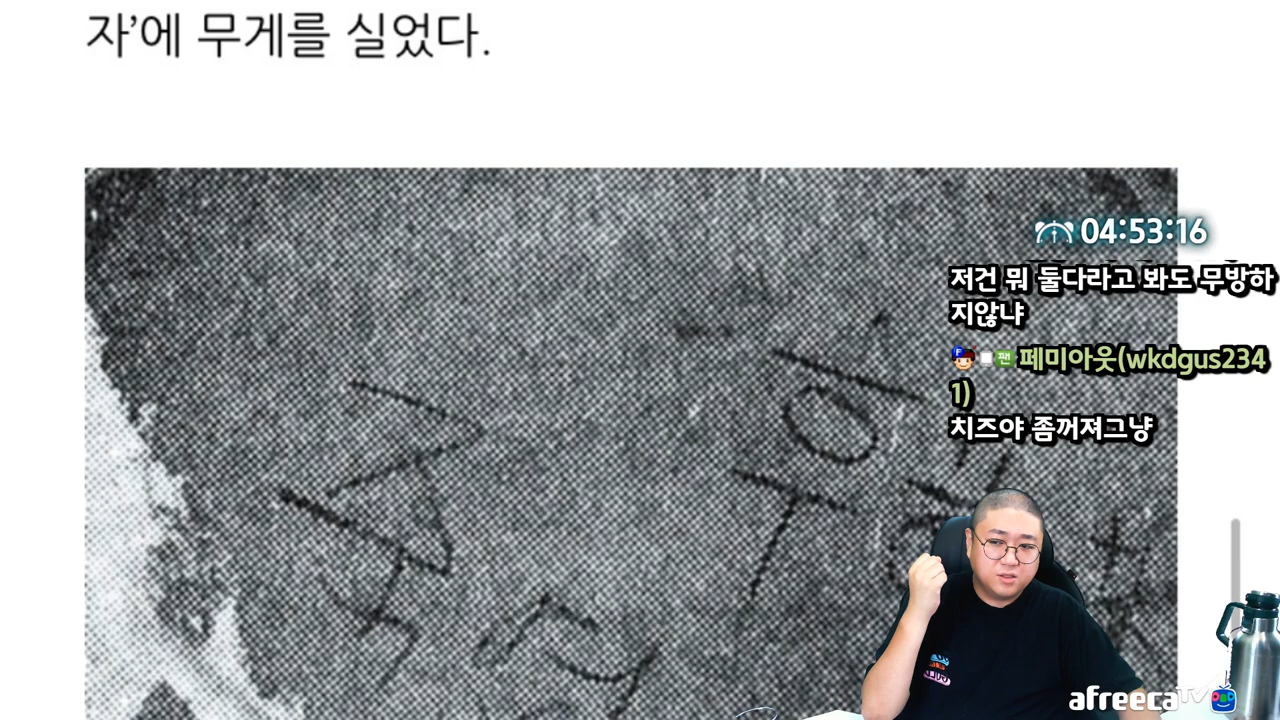 자’에 무게를 실었다.
04:53:16
저건 뭐 둘다라고 봐도 무방하
지않냐
F 팬 페미아웃(wkdgus234
1)
치즈야 좀꺼져그냥
afreecaTV